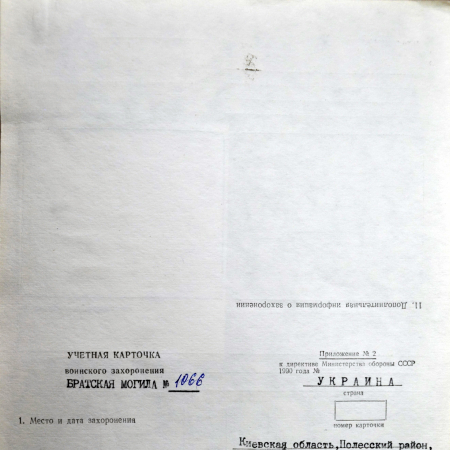 11. Дополнительная информация о захоронении
УЧЕТНАЯ КАРТОЧКА
воинского захоронения
БРАТСКАЯ МОГИЛА № 1066
Приложение № 2
к директиве Министерства обороны СССР
1990 года №
УКРАИНА
страна
номер карточки
1. Место и дата захоронения
Киевская область, Полесский район,